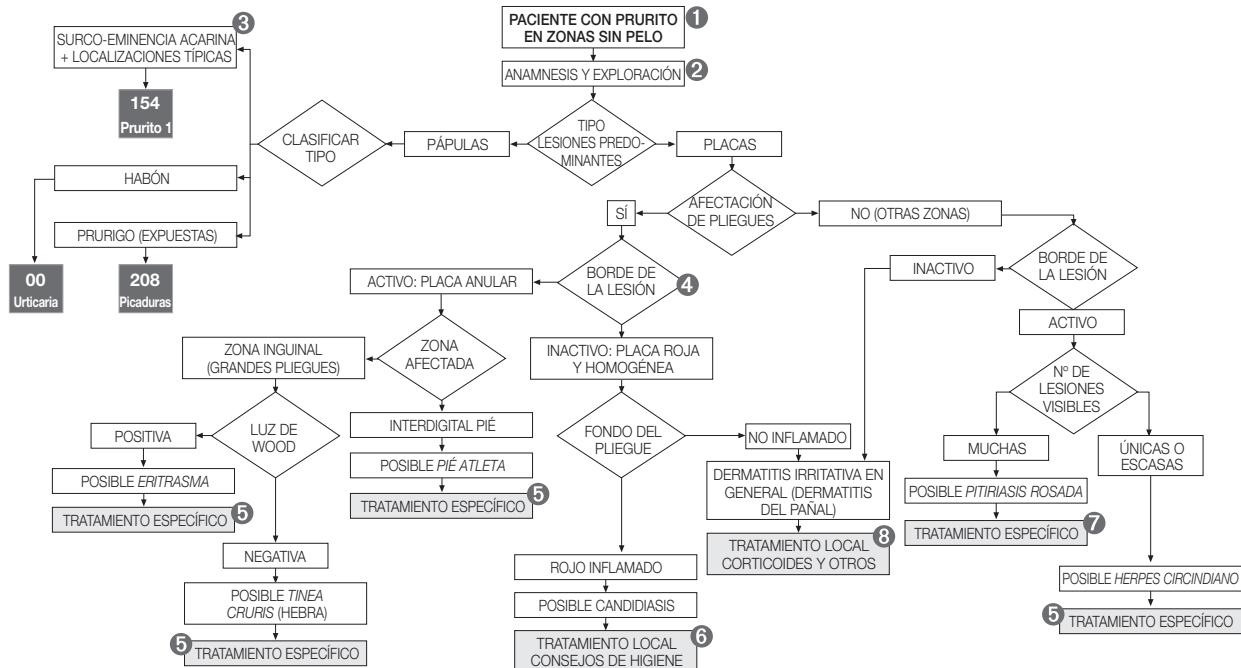 1
PACIENTE CON PRURITO
EN ZONAS SIN PELO
2
ANAMNESIS Y EXPLORACIÓN
TIPO
LESIONES PREDO-
MINANTES
PÁPULAS
CLASIFICAR
TIPO
3
SURCO-EMINENCIA ACARINA
+ LOCALIZACIONES TÍPICAS
154
Prurito 1
HABÓN
PRURIGO (EXPUESTAS)
00
Urticaria
208
Picaduras
PLACAS
AFECTACIÓN
DE PLIEGUES
SÍ
NO (OTRAS ZONAS)
BORDE DE
LA LESIÓN
4
ACTIVO: PLACA ANULAR
ZONA
AFECTADA
ZONA INGUINAL
(GRANDES PLIEGUES)
LUZ DE
WOOD
POSITIVA
POSIBLE ERITRASMA
5
TRATAMIENTO ESPECÍFICO
NEGATIVA
POSIBLE TINEA
CRURIS (HEBRA)
5
TRATAMIENTO ESPECÍFICO
INTERDIGITAL PIÉ
POSIBLE PIÉ ATLETA
5
TRATAMIENTO ESPECÍFICO
INACTIVO: PLACA ROJA
Y HOMOGÉNEA
FONDO DEL
PLIEGUE
ROJO INFLAMADO
POSIBLE CANDIDIASIS
6
TRATAMIENTO LOCAL
CONSEJOS DE HIGIENE
NO INFLAMADO
DERMATITIS IRRITATIVA EN
GENERAL (DERMATITIS
DEL PAÑAL)
8
TRATAMIENTO LOCAL
CORTICOIDES Y OTROS
BORDE DE
LA LESIÓN
INACTIVO
ACTIVO
Nº DE
LESIONES
VISIBLES
MUCHAS
POSIBLE PITIRIASIS ROSADA
7
TRATAMIENTO ESPECÍFICO
ÚNICAS O
ESCASAS
POSIBLE HERPES CIRCINDIANO
5
TRATAMIENTO ESPECÍFICO